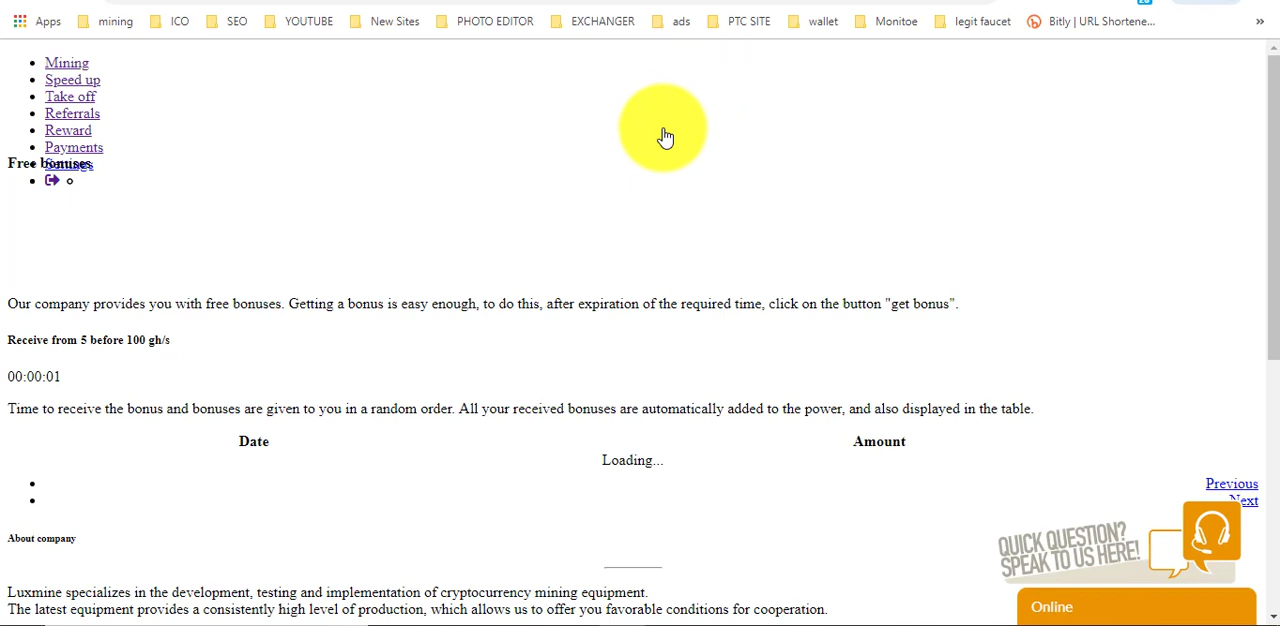 Apps mining ICO SEO YOUTUBE New Sites PHOTO EDITOR EXCHANGER ads PTC SITE wallet Monitoe legit faucet Bitly | URL Shortene... »
Mining
Speed up
Take off
Referrals
Reward
Payments
Settings
Free bonuses
Our company provides you with free bonuses. Getting a bonus is easy enough, to do this, after expiration of the required time, click on the button "get bonus".
Receive from 5 before 100 gh/s
00:00:01
Time to receive the bonus and bonuses are given to you in a random order. All your received bonuses are automatically added to the power, and also displayed in the table.
Date Amount
Loading...
Previous
Next
About company
QUICK QUESTION?
SPEAK TO US HERE!
Luxmine specializes in the development, testing and implementation of cryptocurrency mining equipment.
The latest equipment provides a consistently high level of production, which allows us to offer you favorable conditions for cooperation.
Online